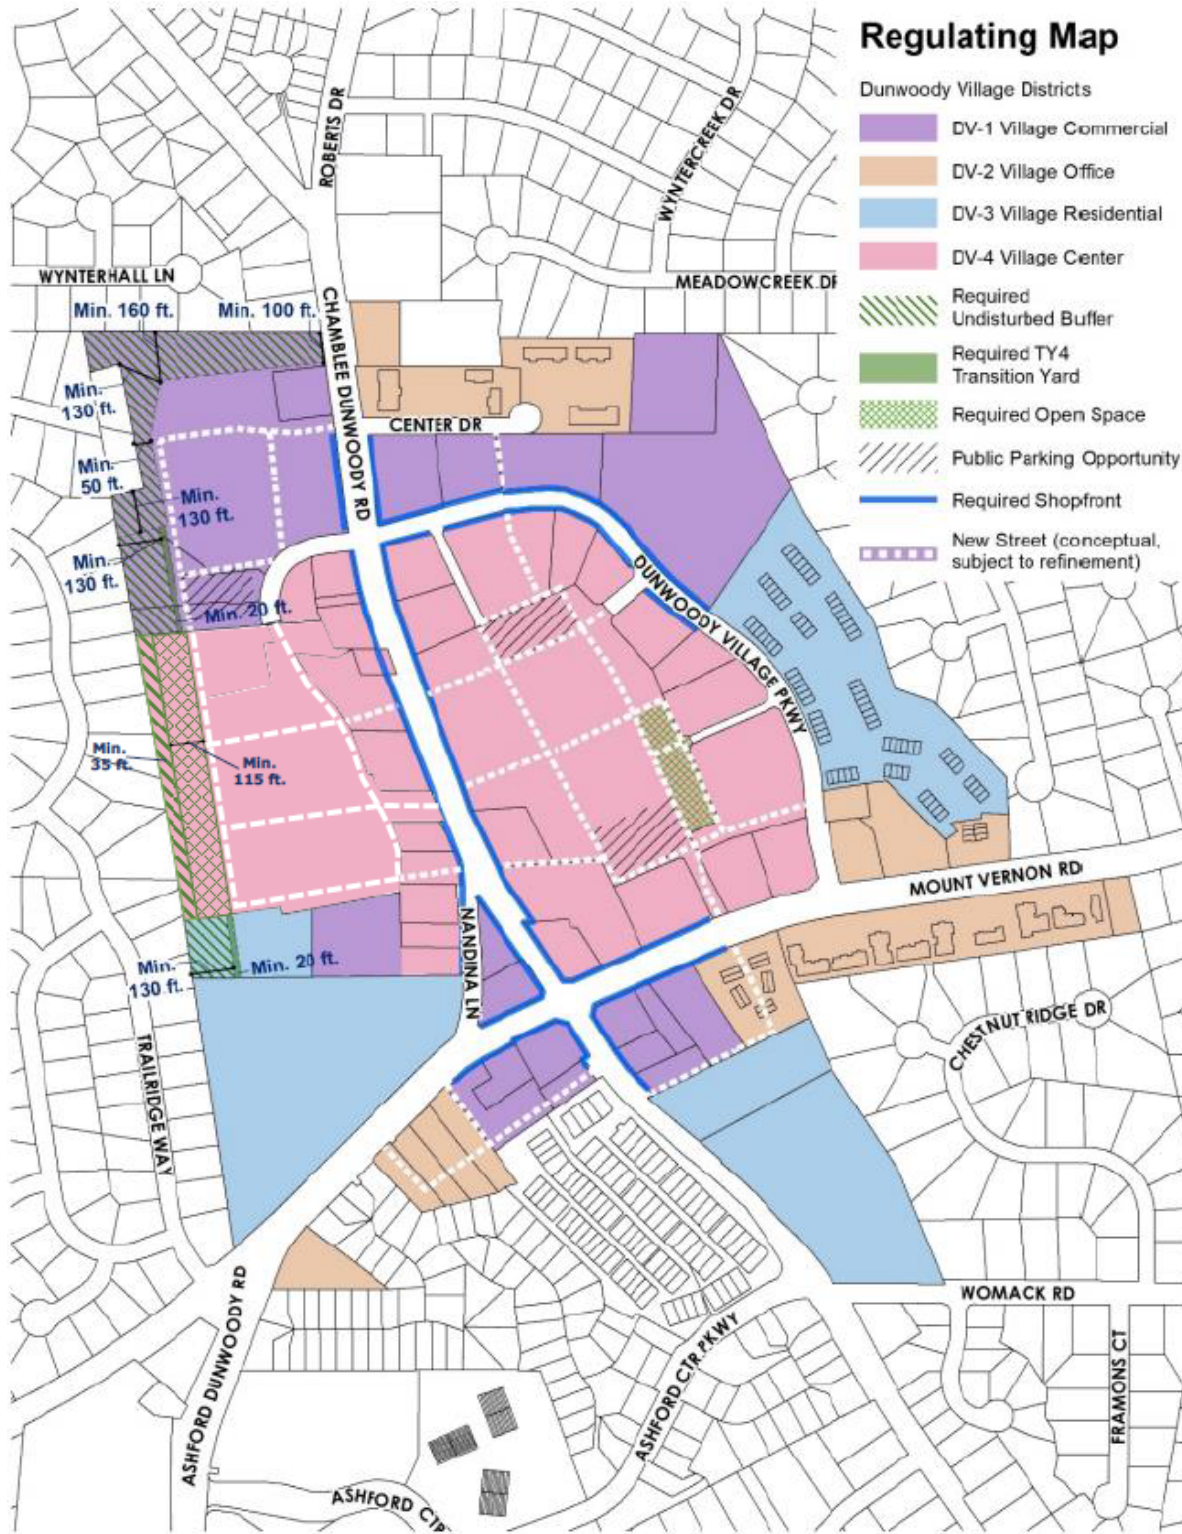 Regulating Map
Dunwoody Village Districts
DV-1 Village Commercial
DV-2 Village Office
DV-3 Village Residential
DV-4 Village Center
Required
Undisturbed Buffer
Required TY4
Transition Yard
Required Open Space
Public Parking Opportunity
Required Shopfront
New Street (conceptual,
subject to refinement)
ROBERTS DR
WYNTERCREEK DR
WYNTERHALL LN
MEADOWCREEK DR
Min. 160 ft.
Min. 100 ft.
CHAMBLEE DUNWOODY RD
Min.
130 ft.
CENTER DR
Min.
50 ft.
Min.
130 ft.
Min.
130 ft.
Min. 20 ft.
DUNWOODY VILLAGE PKWY
Min.
35 ft.
Min.
115 ft.
MOUNT VERNON RD
NANDINA LN
Min.
130 ft.
Min. 20 ft.
CHESTNUT RIDGE DR
TRAILRIDGE WAY
WOMACK RD
ASHFORD DUNWOODY RD
ASHFORD CTR PKWY
FRAMONS CT
ASHFORD CTR